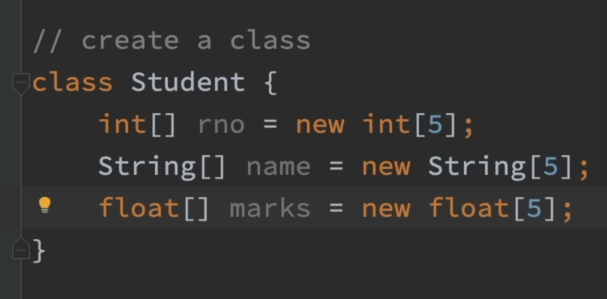 // create a class
class Student {
    int[] rno = new int[5];
    String[] name = new String[5];
    float[] marks = new float[5];
}